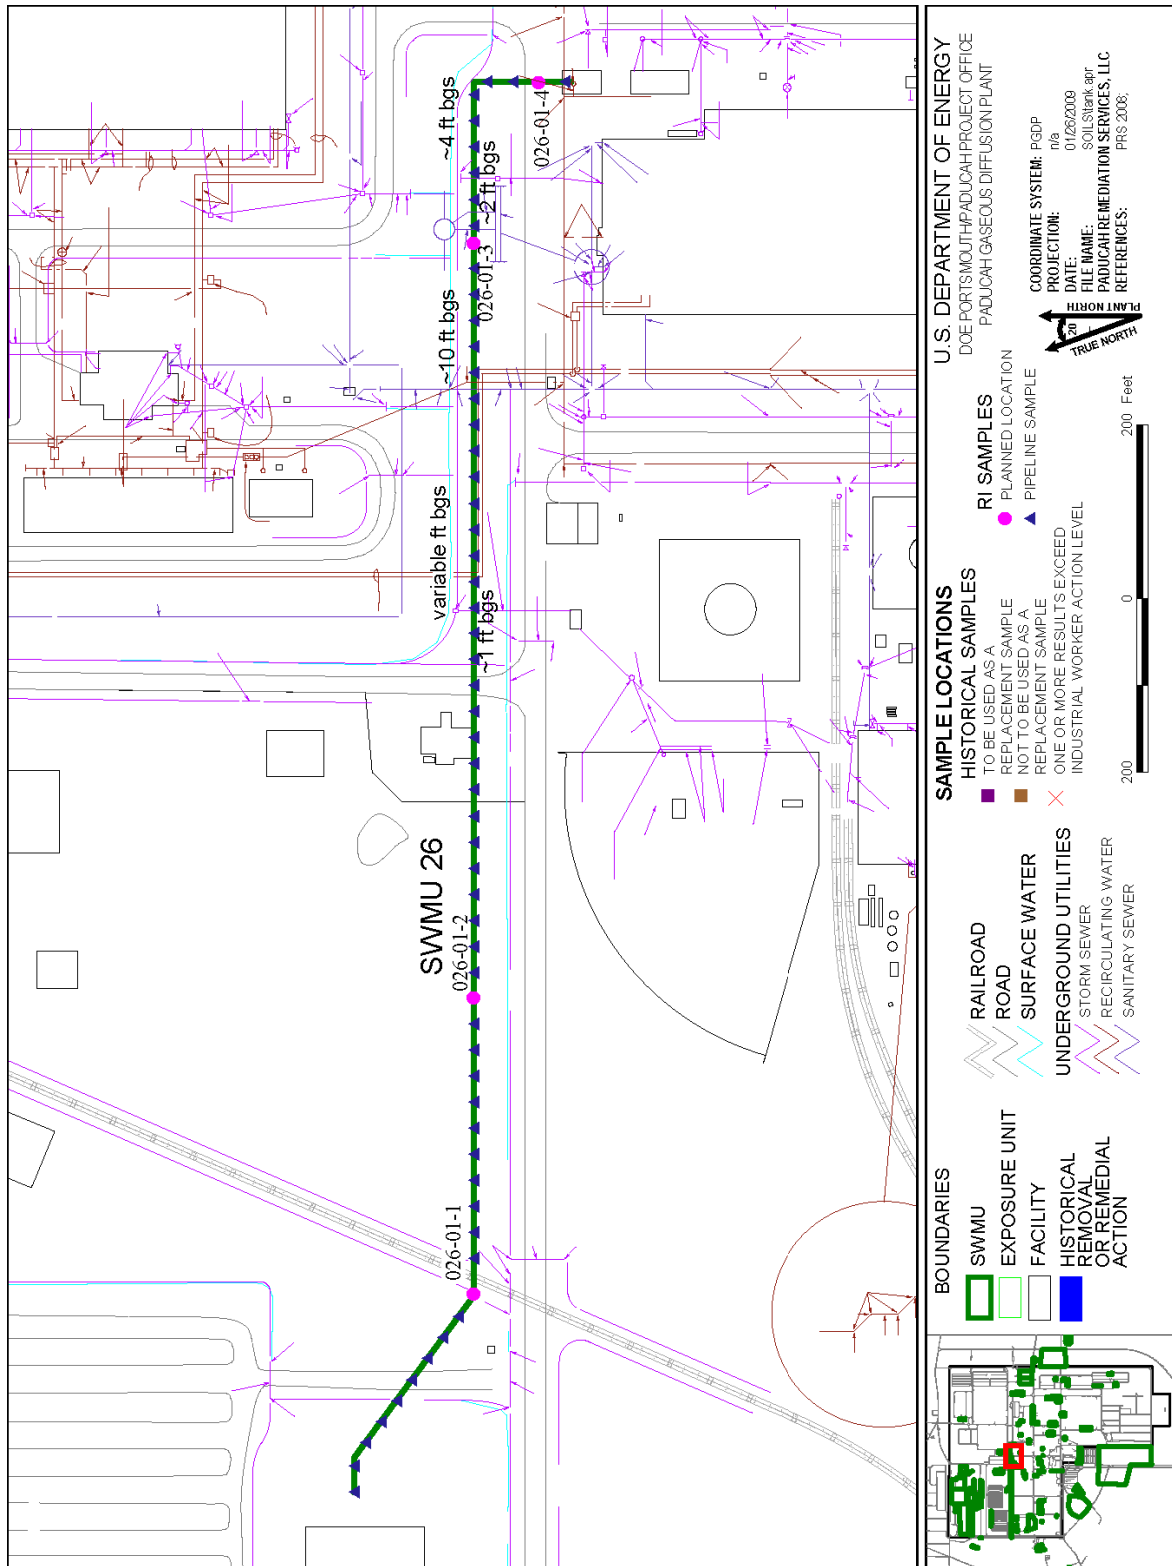 ~4 ft bgs
~2 ft bgs
026-01-4
026-01-3
~10 ft bgs
variable ft bgs
~1 ft bgs
SWMU 26
026-01-2
026-01-1
BOUNDARIES
SWMU
EXPOSURE UNIT
FACILITY
HISTORICAL
REMOVAL
OR REMEDIAL
ACTION
RAILROAD
ROAD
SURFACE WATER
UNDERGROUND UTILITIES
STORM SEWER
RECIRCULATING WATER
SANITARY SEWER
SAMPLE LOCATIONS
HISTORICAL SAMPLES
TO BE USED AS A
REPLACEMENT SAMPLE
NOT TO BE USED AS A
REPLACEMENT SAMPLE
ONE OR MORE RESULTS EXCEED
INDUSTRIAL WORKER ACTION LEVEL
RI SAMPLES
PLANNED LOCATION
PIPELINE SAMPLE
200 0 200 Feet
U.S. DEPARTMENT OF ENERGY
DOE PORTSMOUTH/PADUCAH PROJECT OFFICE
PADUCAH GASEOUS DIFFUSION PLANT
TRUE NORTH
20
PLANT NORTH
COORDINATE SYSTEM: PGDP
PROJECTION: n/a
DATE: 01/26/2009
FILE NAME: SOILS\tank.apr
PADUCAH REMEDIATION SERVICES, LLC
REFERENCES: PRS 2008;